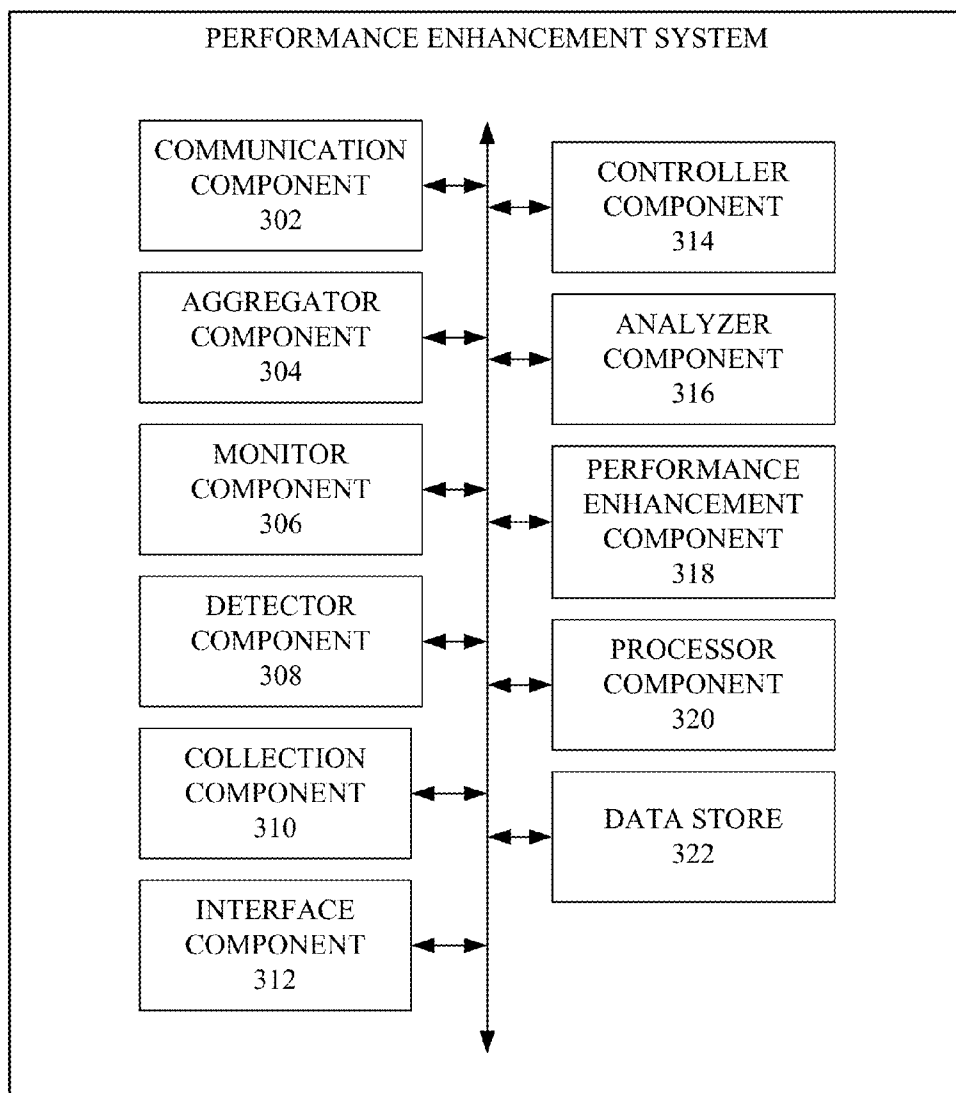 PERFORMANCE ENHANCEMENT SYSTEM
COMMUNICATION
COMPONENT
302
AGGREGATOR
COMPONENT
304
MONITOR
COMPONENT
306
DETECTOR
COMPONENT
308
COLLECTION
COMPONENT
310
INTERFACE
COMPONENT
312
CONTROLLER
COMPONENT
314
ANALYZER
COMPONENT
316
PERFORMANCE
ENHANCEMENT
COMPONENT
318
PROCESSOR
COMPONENT
320
DATA STORE
322